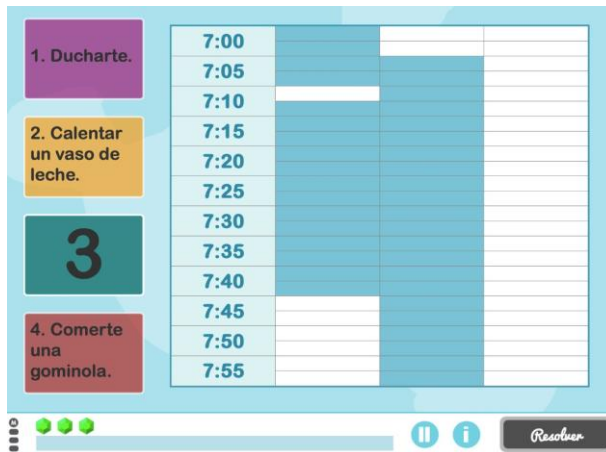 1. Ducharte.
2. Calentar
un vaso de
leche.
3
4. Comerte
una
gominola.
7:00
7:05
7:10
7:15
7:20
7:25
7:30
7:35
7:40
7:45
7:50
7:55
Resolver